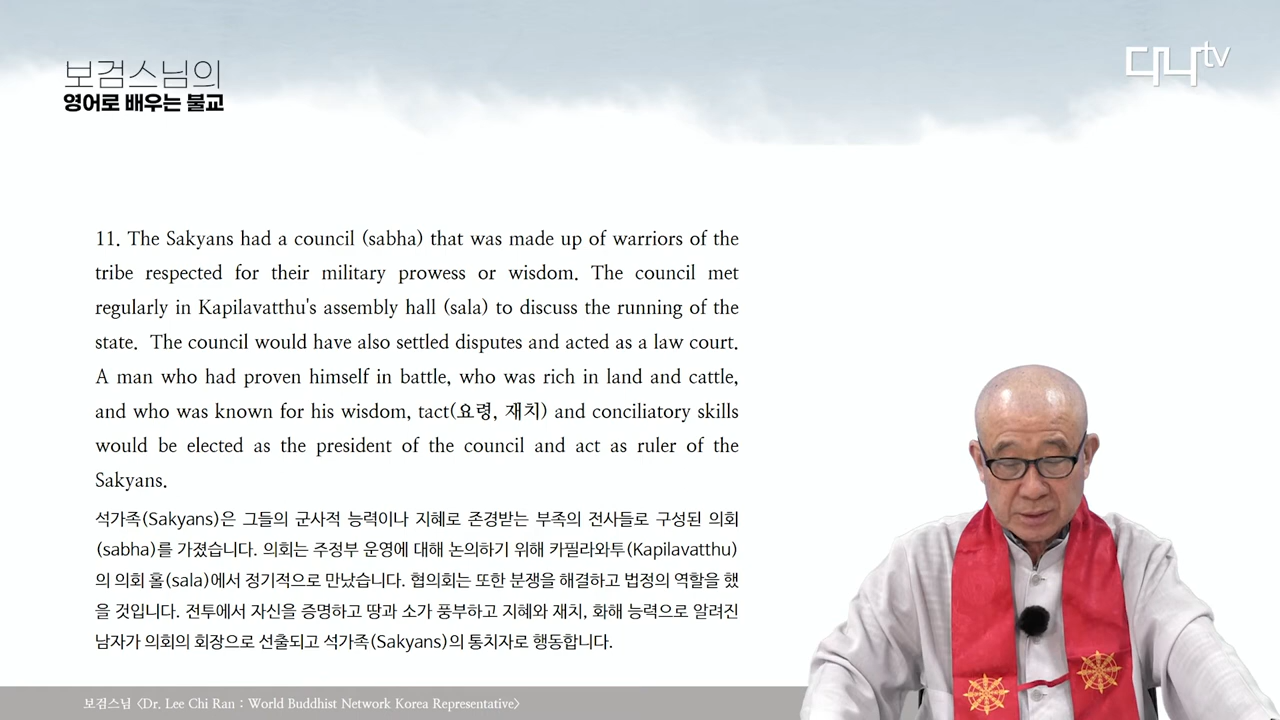 보검스님의
영어로 배우는 불교
다나tv
11. The Sakyans had a council (sabha) that was made up of warriors of the
tribe respected for their military prowess or wisdom. The council met
regularly in Kapilavatthu's assembly hall (sala) to discuss the running of the
state. The council would have also settled disputes and acted as a law court.
A man who had proven himself in battle, who was rich in land and cattle,
and who was known for his wisdom, tact(요령, 재치) and conciliatory skills
would be elected as the president of the council and act as ruler of the
Sakyans.
석가족(Sakyans)은 그들의 군사적 능력이나 지혜로 존경받는 부족의 전사들로 구성된 의회
(sabha)를 가졌습니다. 의회는 주정부 운영에 대해 논의하기 위해 카필라와투(Kapilavatthu)
의 의회 홀(sala)에서 정기적으로 만났습니다. 협의회는 또한 분쟁을 해결하고 법정의 역할을 했
을 것입니다. 전투에서 자신을 증명하고 땅과 소가 풍부하고 지혜와 재치, 화해 능력으로 알려진
남자가 의회의 회장으로 선출되고 석가족(Sakyans)의 통치자로 행동합니다.
보검스님 〈Dr. Lee Chi Ran : World Buddhist Network Korea Representative〉